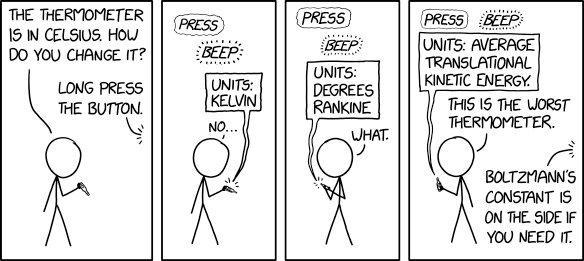 THE THERMOMETER
IS IN CELSIUS. HOW
DO YOU CHANGE IT?
LONG PRESS
THE BUTTON.
PRESS
BEEP
UNITS:
KELVIN
NO...
PRESS
BEEP
UNITS:
DEGREES
RANKINE
WHAT.
PRESS
BEEP
UNITS: AVERAGE
TRANSLATIONAL
KINETIC ENERGY.
THIS IS THE WORST
THERMOMETER.
BOLTZMANN'S
CONSTANT IS
ON THE SIDE IF
YOU NEED IT.